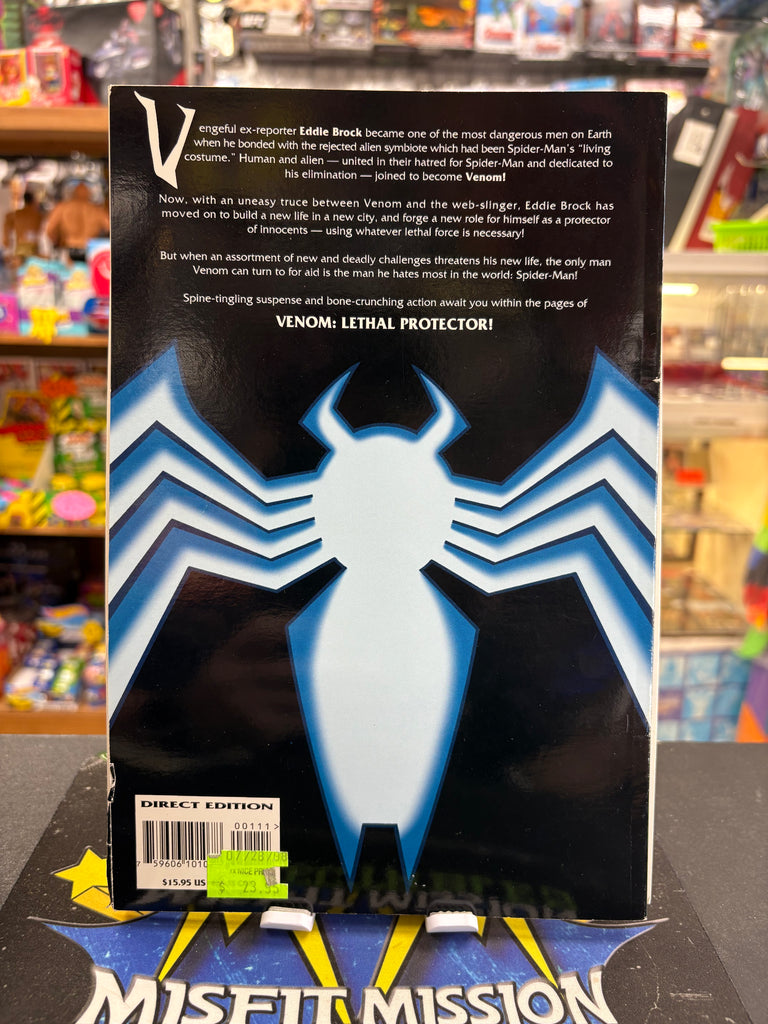 Vengeful ex-reporter Eddie Brock became one of the most dangerous men on Earth
when he bonded with the rejected alien symbiote which had been Spider-Man's "living
costume." Human and alien — united in their hatred for Spider-Man and dedicated to
his elimination — joined to become Venom!
Now, with an uneasy truce between Venom and the web-slinger, Eddie Brock has
moved on to build a new life in a new city, and forge a new role for himself as a protector
of innocents — using whatever lethal force is necessary!
But when an assortment of new and deadly challenges threatens his new life, the only man
Venom can turn to for aid is the man he hates most in the world: Spider-Man!
Spine-tingling suspense and bone-crunching action await you within the pages of
VENOM: LETHAL PROTECTOR!
DIRECT EDITION
00111 >
7 59606 1010
$15.95 US
NICE
$ 23.95
MISFIT MISSION